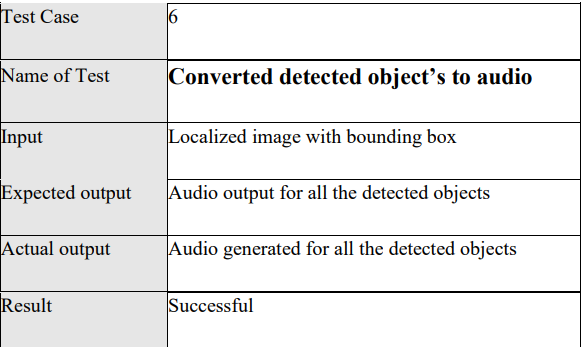 Test Case 6
Name of Test Converted detected object’s to audio
Input Localized image with bounding box
Expected output Audio output for all the detected objects
Actual output Audio generated for all the detected objects
Result Successful